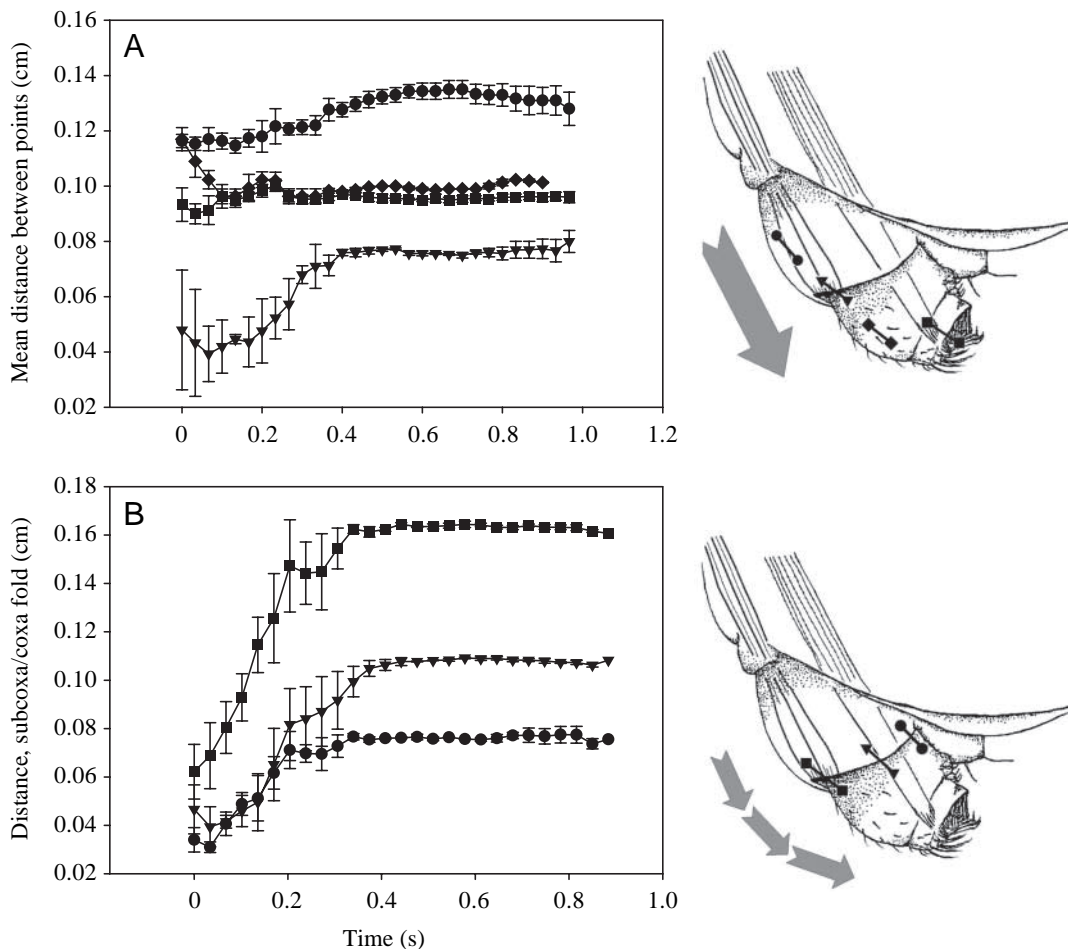 A
Mean distance between points (cm)
0.16
0.14
0.12
0.10
0.08
0.06
0.04
0.02
0 0.2 0.4 0.6 0.8 1.0 1.2
B
Distance, subcoxa/coxa fold (cm)
0.18
0.16
0.14
0.12
0.10
0.08
0.06
0.04
0.02
0 0.2 0.4 0.6 0.8 1.0
Time (s)